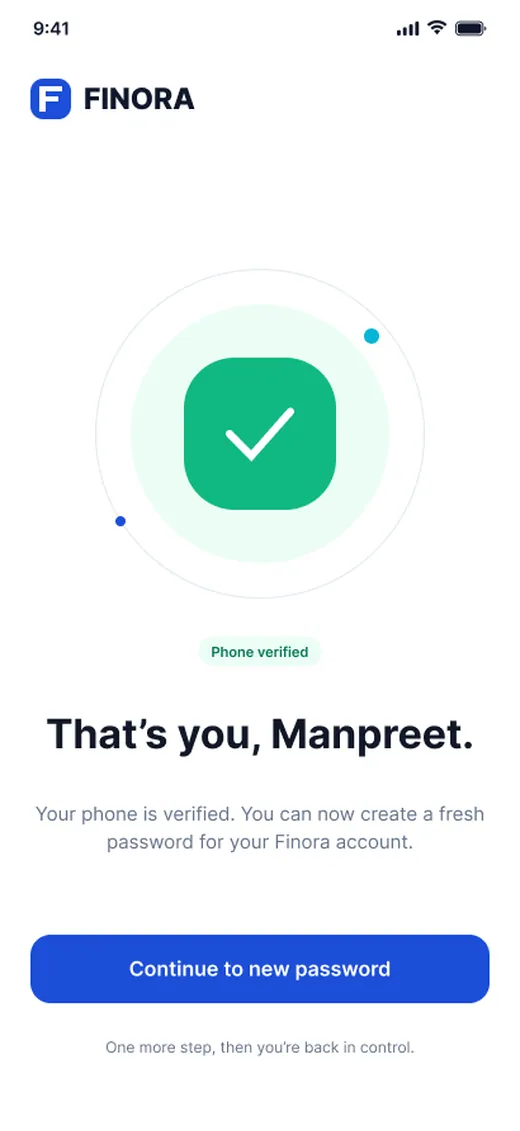 9:41
FINORA
Phone verified
That’s you, Manpreet.
Your phone is verified. You can now create a fresh
password for your Finora account.
Continue to new password
One more step, then you’re back in control.